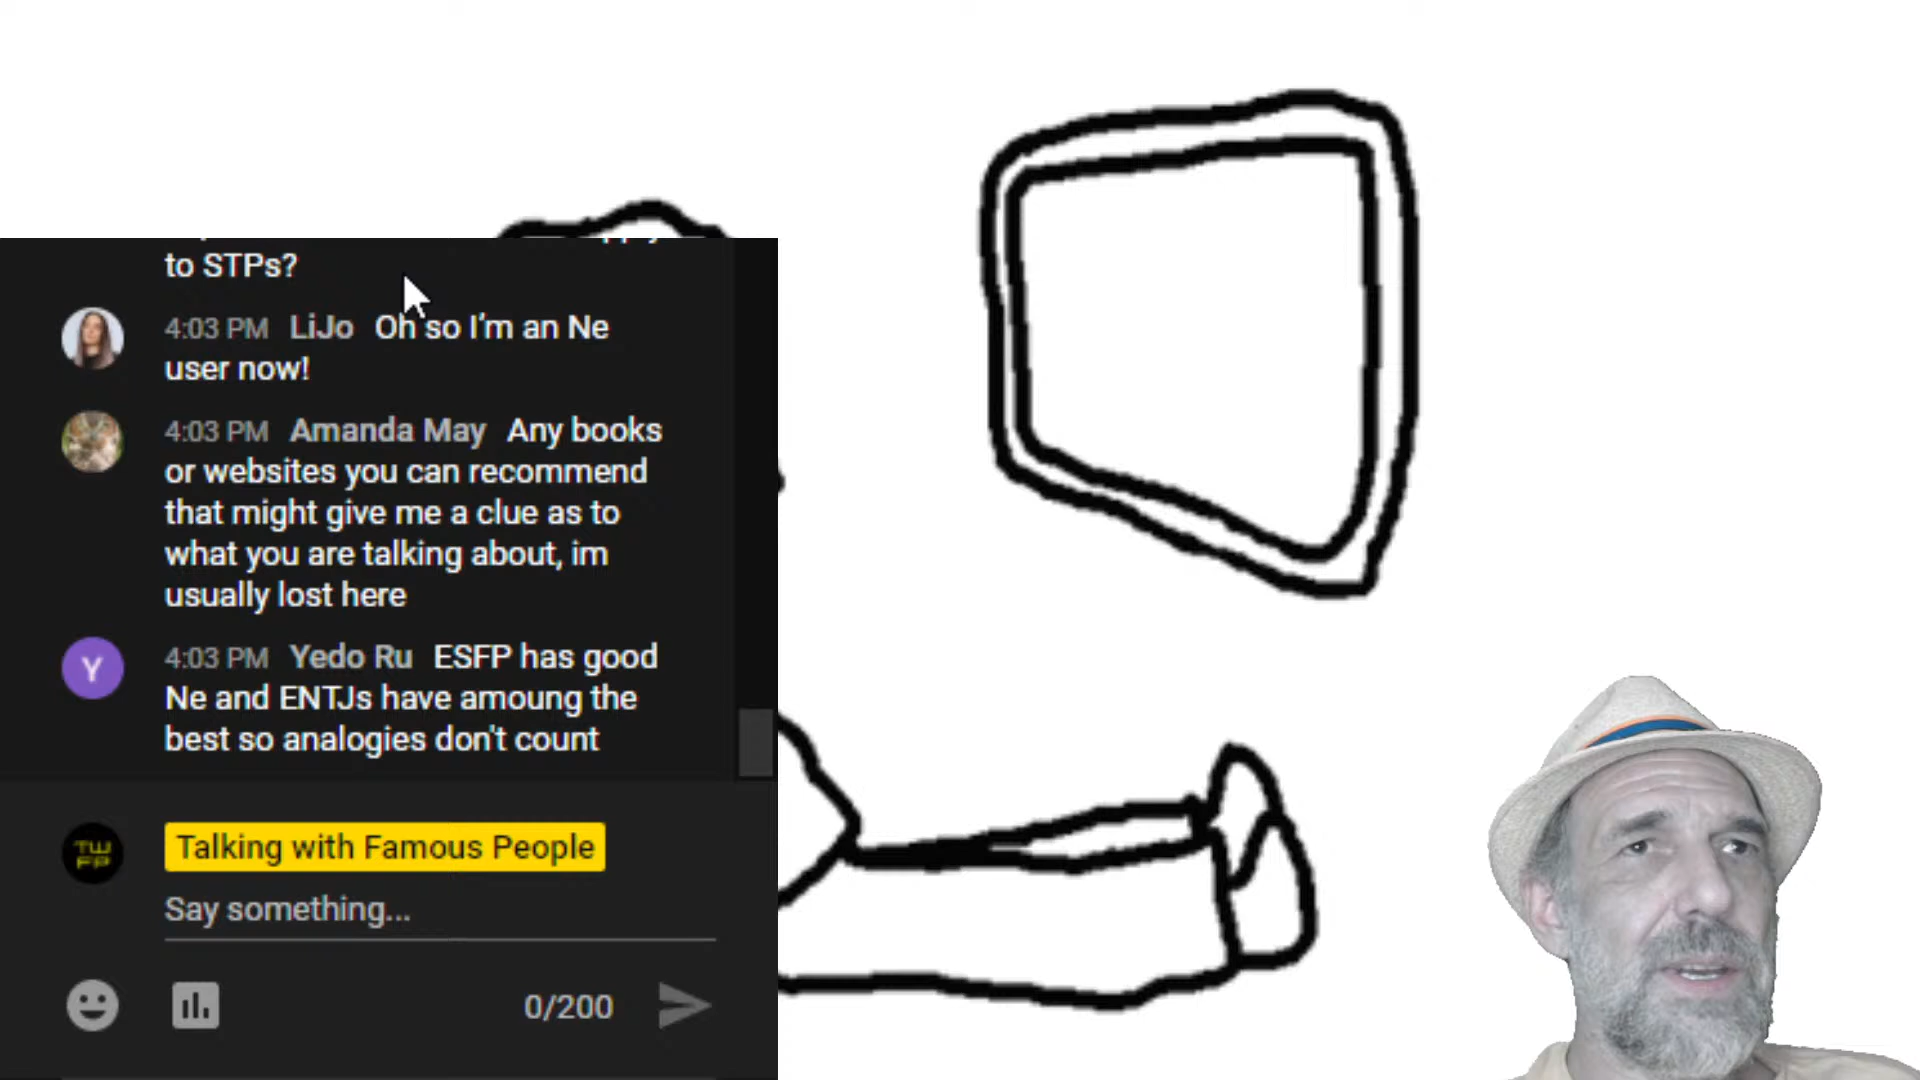 to STPs?
4:03 PM LiJo Oh so I'm an Ne
user now!
4:03 PM Amanda May Any books
or websites you can recommend
that might give me a clue as to
what you are talking about, im
usually lost here
Y
4:03 PM Yedo Ru ESFP has good
Ne and ENTJs have amoung the
best so analogies don't count
TW
FP
Talking with Famous People
Say something...
0/200